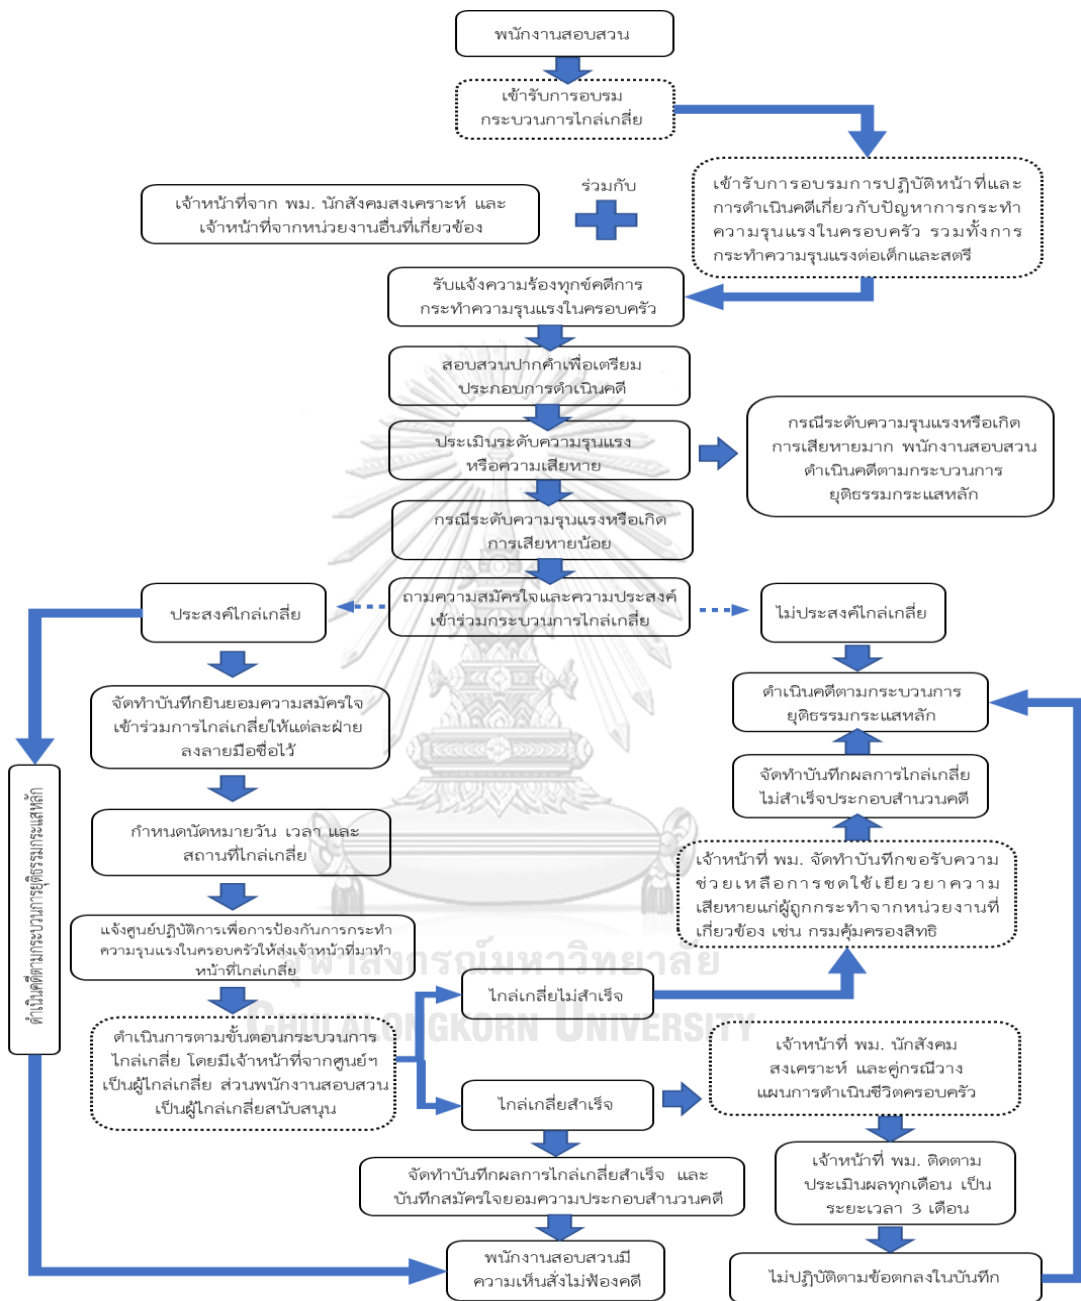 พนักงานสอบสวน
เข้ารับการอบรม
กระบวนการไกล่เกลี่ย
ร่วมกับ
เจ้าหน้าที่จาก พม. นักสังคมสงเคราะห์ และ
เจ้าหน้าที่จากหน่วยงานอื่นที่เกี่ยวข้อง
เข้ารับการอบรมการปฏิบัติหน้าที่และ
การดำเนินคดีเกี่ยวกับปัญหาการกระทำ
ความรุนแรงในครอบครัว รวมทั้งการ
กระทำความรุนแรงต่อเด็กและสตรี
รับแจ้งความร้องทุกข์คดีการ
กระทำความรุนแรงในครอบครัว
สอบสวนปากคำเพื่อเตรียม
ประกอบการดำเนินคดี
ประเมินระดับความรุนแรง
หรือความเสียหาย
กรณีระดับความรุนแรงหรือเกิด
การเสียหายมาก พนักงานสอบสวน
ดำเนินคดีตามกระบวนการ
ยุติธรรมกระแสหลัก
กรณีระดับความรุนแรงหรือเกิด
การเสียหายน้อย
ถามความสมัครใจและความประสงค์
เข้าร่วมกระบวนการไกล่เกลี่ย
ประสงค์ไกล่เกลี่ย
ไม่ประสงค์ไกล่เกลี่ย
จัดทำบันทึกยินยอมความสมัครใจ
เข้าร่วมการไกล่เกลี่ยให้แต่ละฝ่าย
ลงลายมือชื่อไว้
ดำเนินคดีตามกระบวนการ
ยุติธรรมกระแสหลัก
จัดทำบันทึกผลการไกล่เกลี่ย
ไม่สำเร็จประกอบสำนวนคดี
ดำเนินคดีตามกระบวนการยุติธรรมกระแสหลัก
กำหนดนัดหมายวัน เวลา และ
สถานที่ไกล่เกลี่ย
เจ้าหน้าที่ พม. จัดทำบันทึกขอรับความ
ช่วยเหลือการชดใช้เยียวยาความ
เสียหายแก่ผู้ถูกกระทำจากหน่วยงานที่
เกี่ยวข้อง เช่น กรมคุ้มครองสิทธิ
แจ้งศูนย์ปฏิบัติการเพื่อการป้องกันการกระทำ
ความรุนแรงในครอบครัวให้ส่งเจ้าหน้าที่มาทำ
หน้าที่ไกล่เกลี่ย
จุฬาลงกรณ์มหาวิทยาลัย
CHULALONGKORN UNIVERSITY
ไกล่เกลี่ยไม่สำเร็จ
ดำเนินการตามขั้นตอนกระบวนการ
ไกล่เกลี่ย โดยมีเจ้าหน้าที่จากศูนย์ฯ
เป็นผู้ไกล่เกลี่ย ส่วนพนักงานสอบสวน
เป็นผู้ไกล่เกลี่ยสนับสนุน
ไกล่เกลี่ยสำเร็จ
เจ้าหน้าที่ พม. นักสังคม
สงเคราะห์ และคู่กรณีวาง
แผนการดำเนินชีวิตครอบครัว
จัดทำบันทึกผลการไกล่เกลี่ยสำเร็จ และ
บันทึกสมัครใจยอมความประกอบสำนวนคดี
เจ้าหน้าที่ พม. ติดตาม
ประเมินผลทุกเดือน เป็น
ระยะเวลา 3 เดือน
พนักงานสอบสวนมี
ความเห็นสั่งไม่ฟ้องคดี
ไม่ปฏิบัติตามข้อตกลงในบันทึก